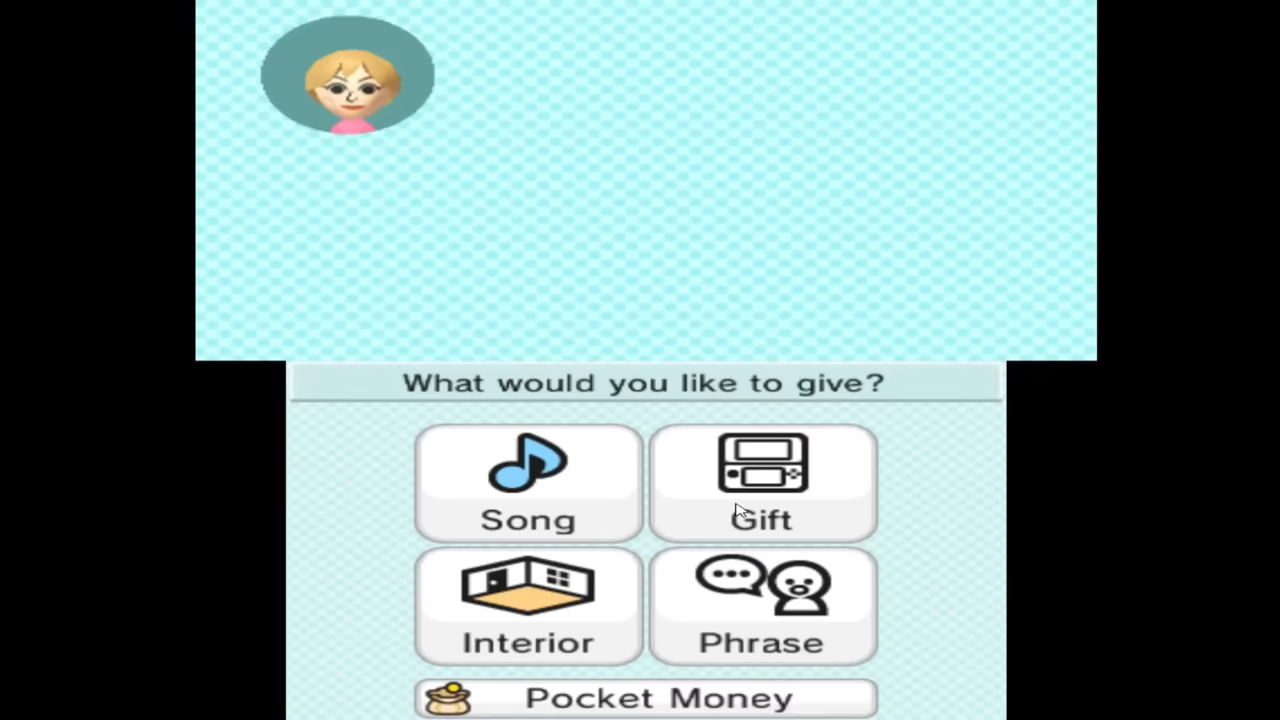 What would you like to give?
Song
Gift
Interior
Phrase
Pocket Money